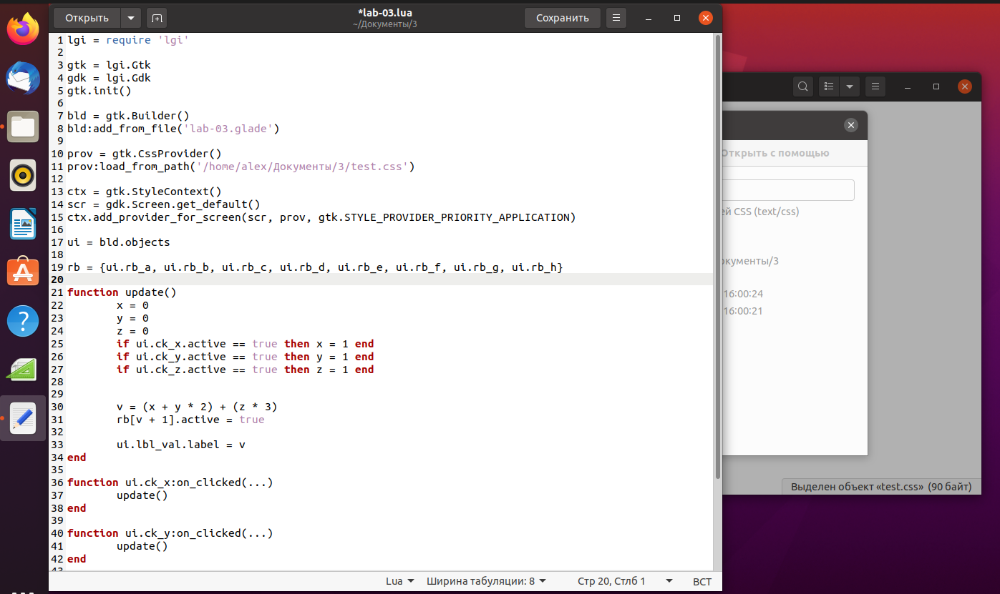 Открыть
*lab-03.lua
~/Документы/3
Сохранить
1 lgi = require 'lgi'
2
3 gtk = lgi.Gtk
4 gdk = lgi.Gdk
5 gtk.init()
6
7 bld = gtk.Builder()
8 bld:add_from_file('lab-03.glade')
9
10 prov = gtk.CssProvider()
11 prov:load_from_path('/home/alex/Документы/3/test.css')
12
13 ctx = gtk.StyleContext()
14 scr = gdk.Screen.get_default()
15 ctx.add_provider_for_screen(scr, prov, gtk.STYLE_PROVIDER_PRIORITY_APPLICATION)
16
17 ui = bld.objects
18
19 rb = {ui.rb_a, ui.rb_b, ui.rb_c, ui.rb_d, ui.rb_e, ui.rb_f, ui.rb_g, ui.rb_h}
20
21 function update()
22 x = 0
23 y = 0
24 z = 0
25 if ui.ck_x.active == true then x = 1 end
26 if ui.ck_y.active == true then y = 1 end
27 if ui.ck_z.active == true then z = 1 end
28
29
30 v = (x + y * 2) + (z * 3)
31 rb[v + 1].active = true
32
33 ui.lbl_val.label = v
34 end
35
36 function ui.ck_x:on_clicked(...)
37 update()
38 end
39
40 function ui.ck_y:on_clicked(...)
41 update()
42 end
Lua
Ширина табуляции: 8
Стр 20, Стлб 1
ВСТ
Открыть с помощью
ей CSS (text/css)
окументы/3
16:00:24
16:00:21
Выделен объект «test.css» (90 байт)